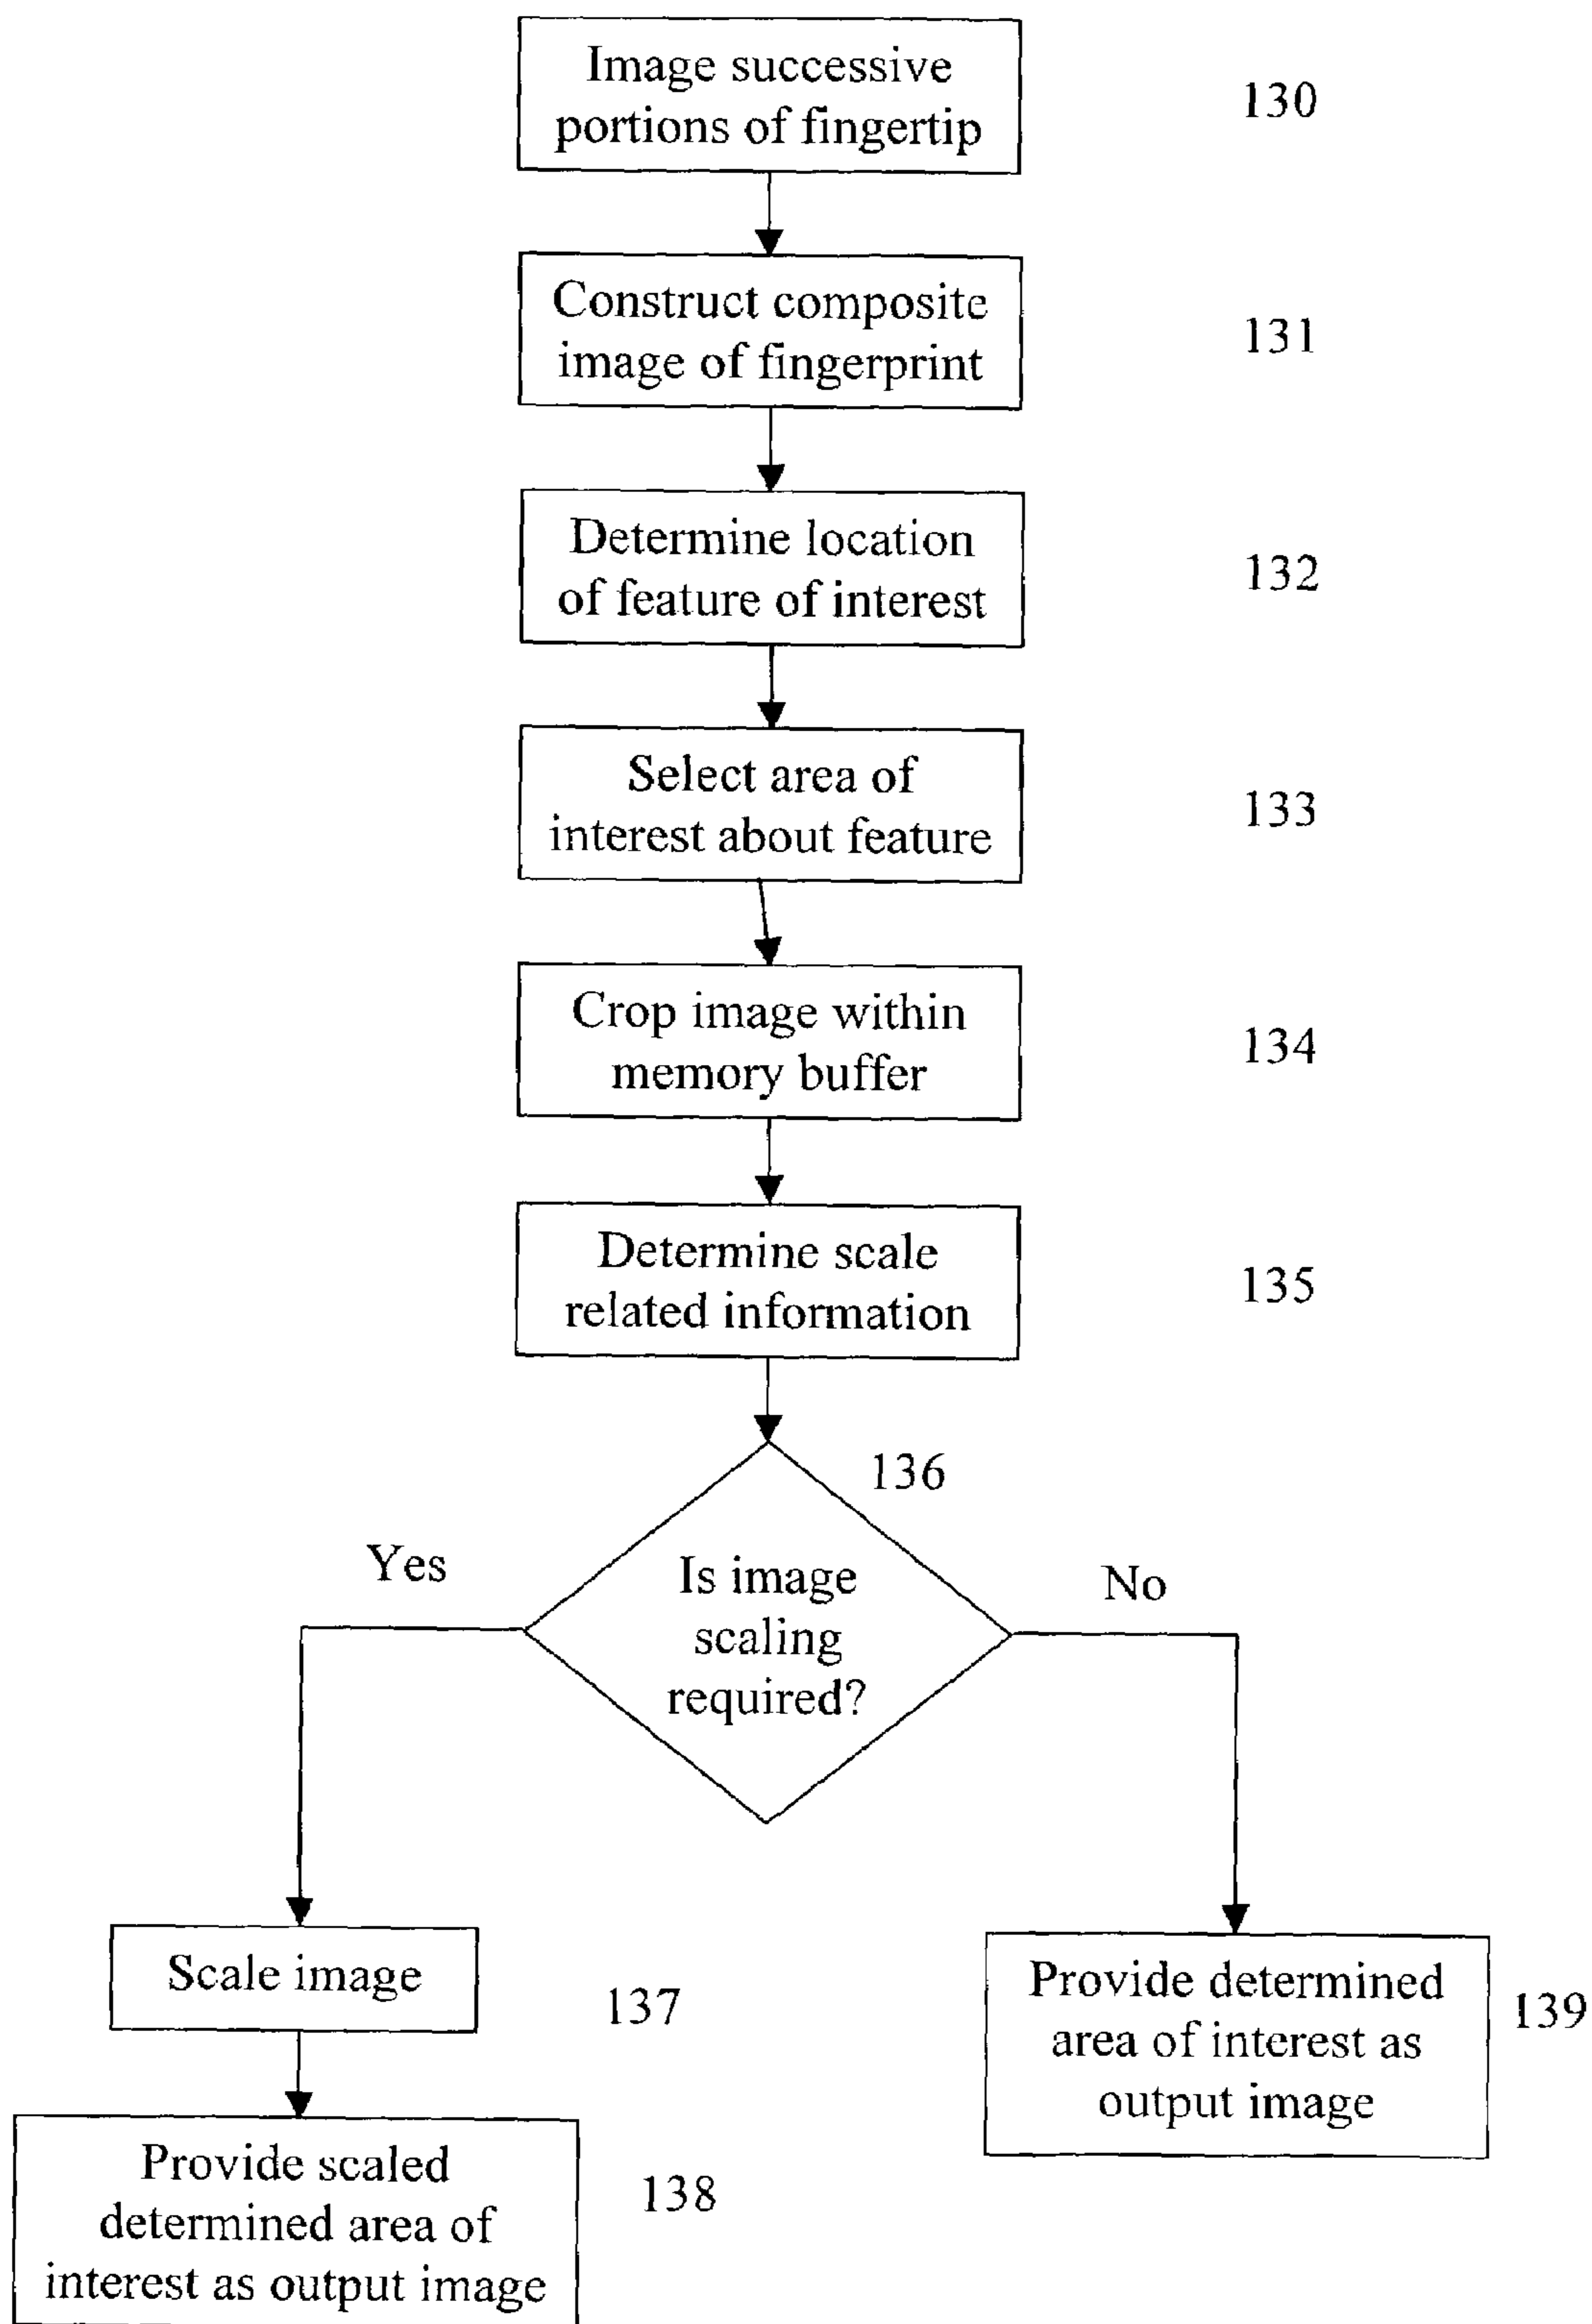 Image successive
portions of fingertip
130
Construct composite
image of fingerprint
131
Determine location
of feature of interest
132
Select area of
interest about feature
133
Crop image within
memory buffer
134
Determine scale
related information
135
136
Yes
Is image
scaling
required?
No
Scale image
137
Provide determined
area of interest as
output image
139
Provide scaled
determined area of
interest as output image
138